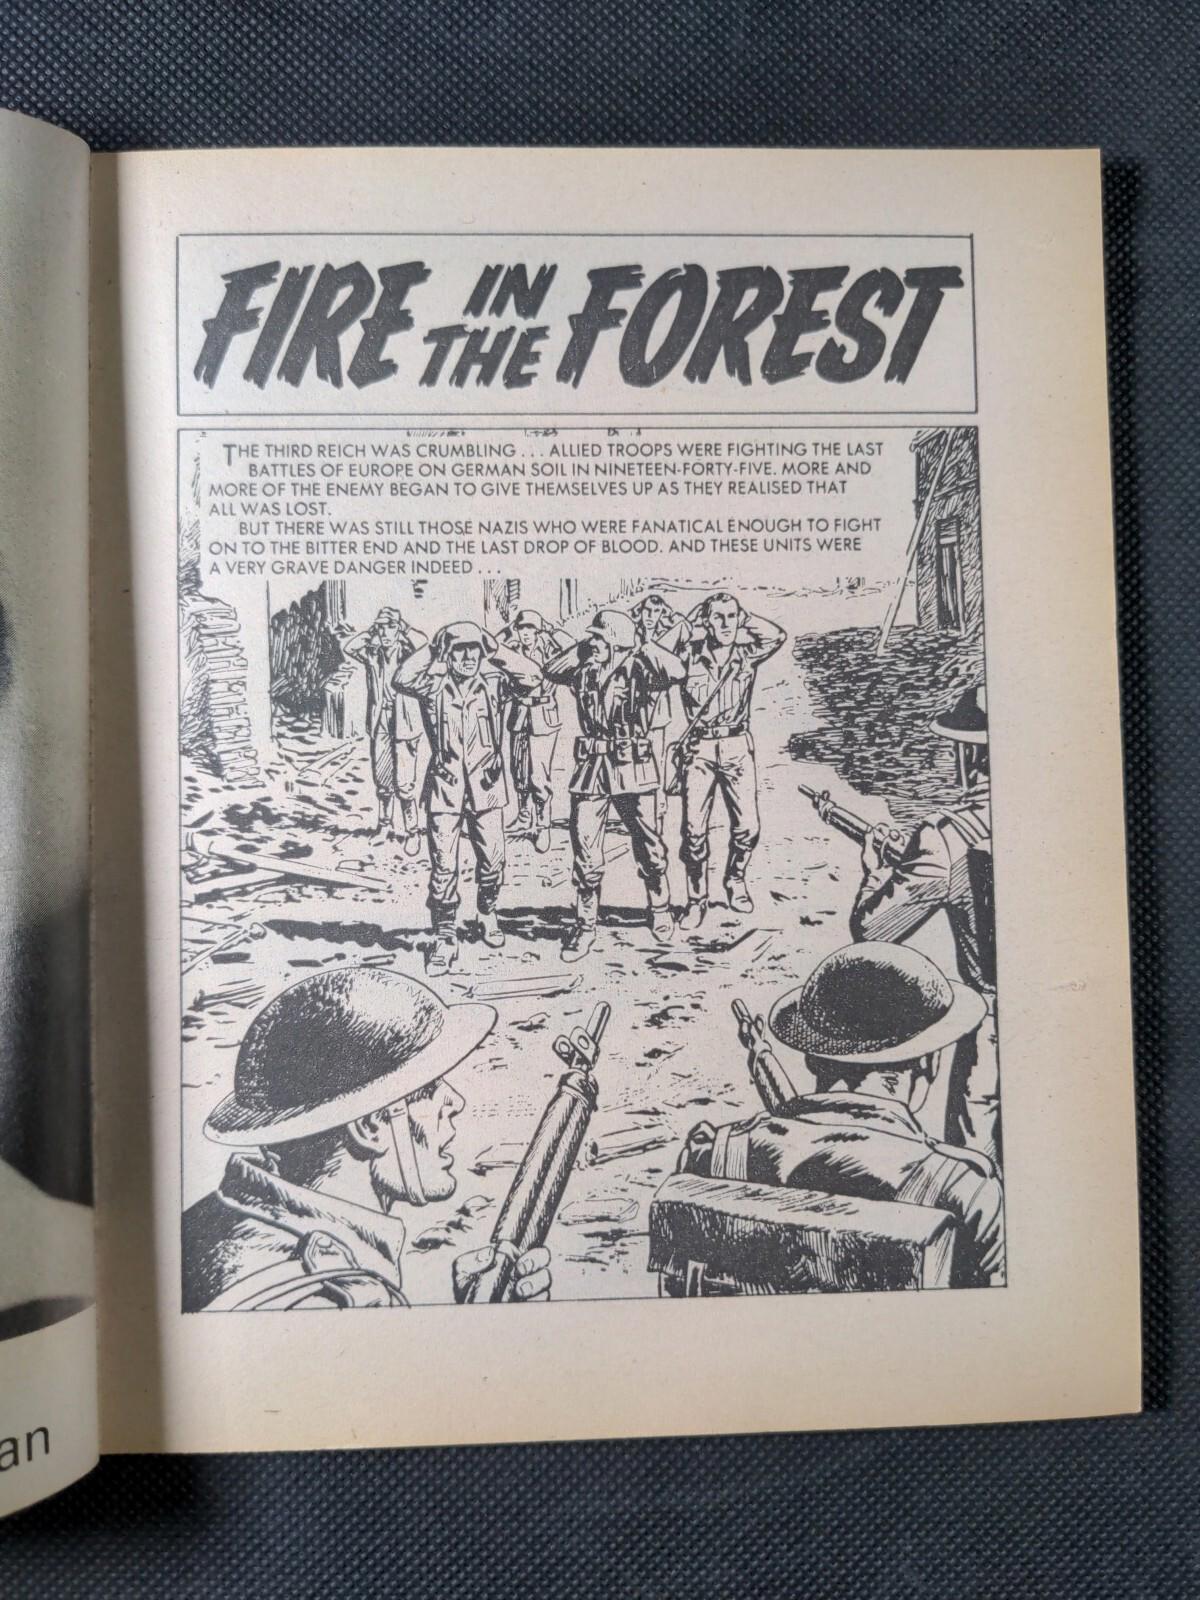 FIRE IN THE FOREST
THE THIRD REICH WAS CRUMBLING . . . ALLIED TROOPS WERE FIGHTING THE LAST
BATTLES OF EUROPE ON GERMAN SOIL IN NINETEEN-FORTY-FIVE. MORE AND
MORE OF THE ENEMY BEGAN TO GIVE THEMSELVES UP AS THEY REALISED THAT
ALL WAS LOST.
BUT THERE WAS STILL THOSE NAZIS WHO WERE FANATICAL ENOUGH TO FIGHT
ON TO THE BITTER END AND THE LAST DROP OF BLOOD. AND THESE UNITS WERE
A VERY GRAVE DANGER INDEED . . .
an